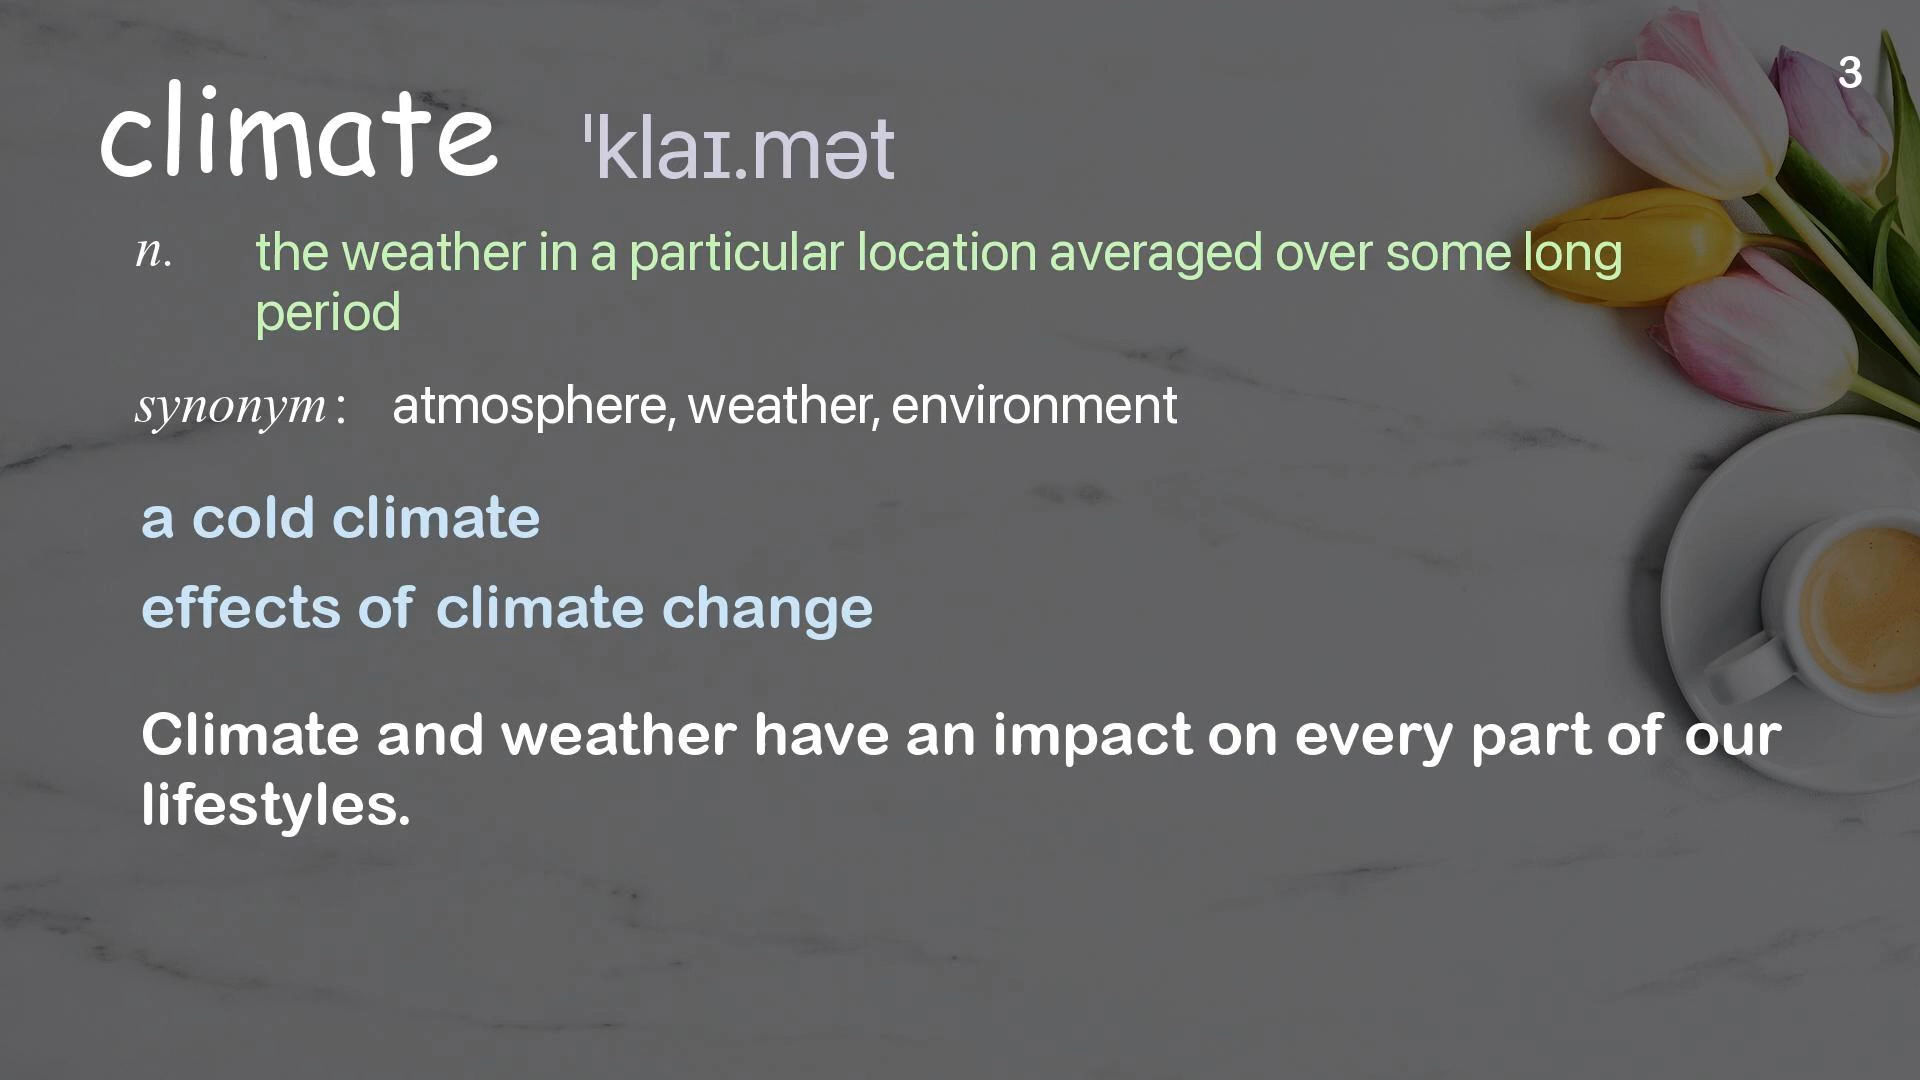 3
climate ˈklaɪ.mət
n. the weather in a particular location averaged over some long
period
synonym: atmosphere, weather, environment
a cold climate
effects of climate change
Climate and weather have an impact on every part of our
lifestyles.